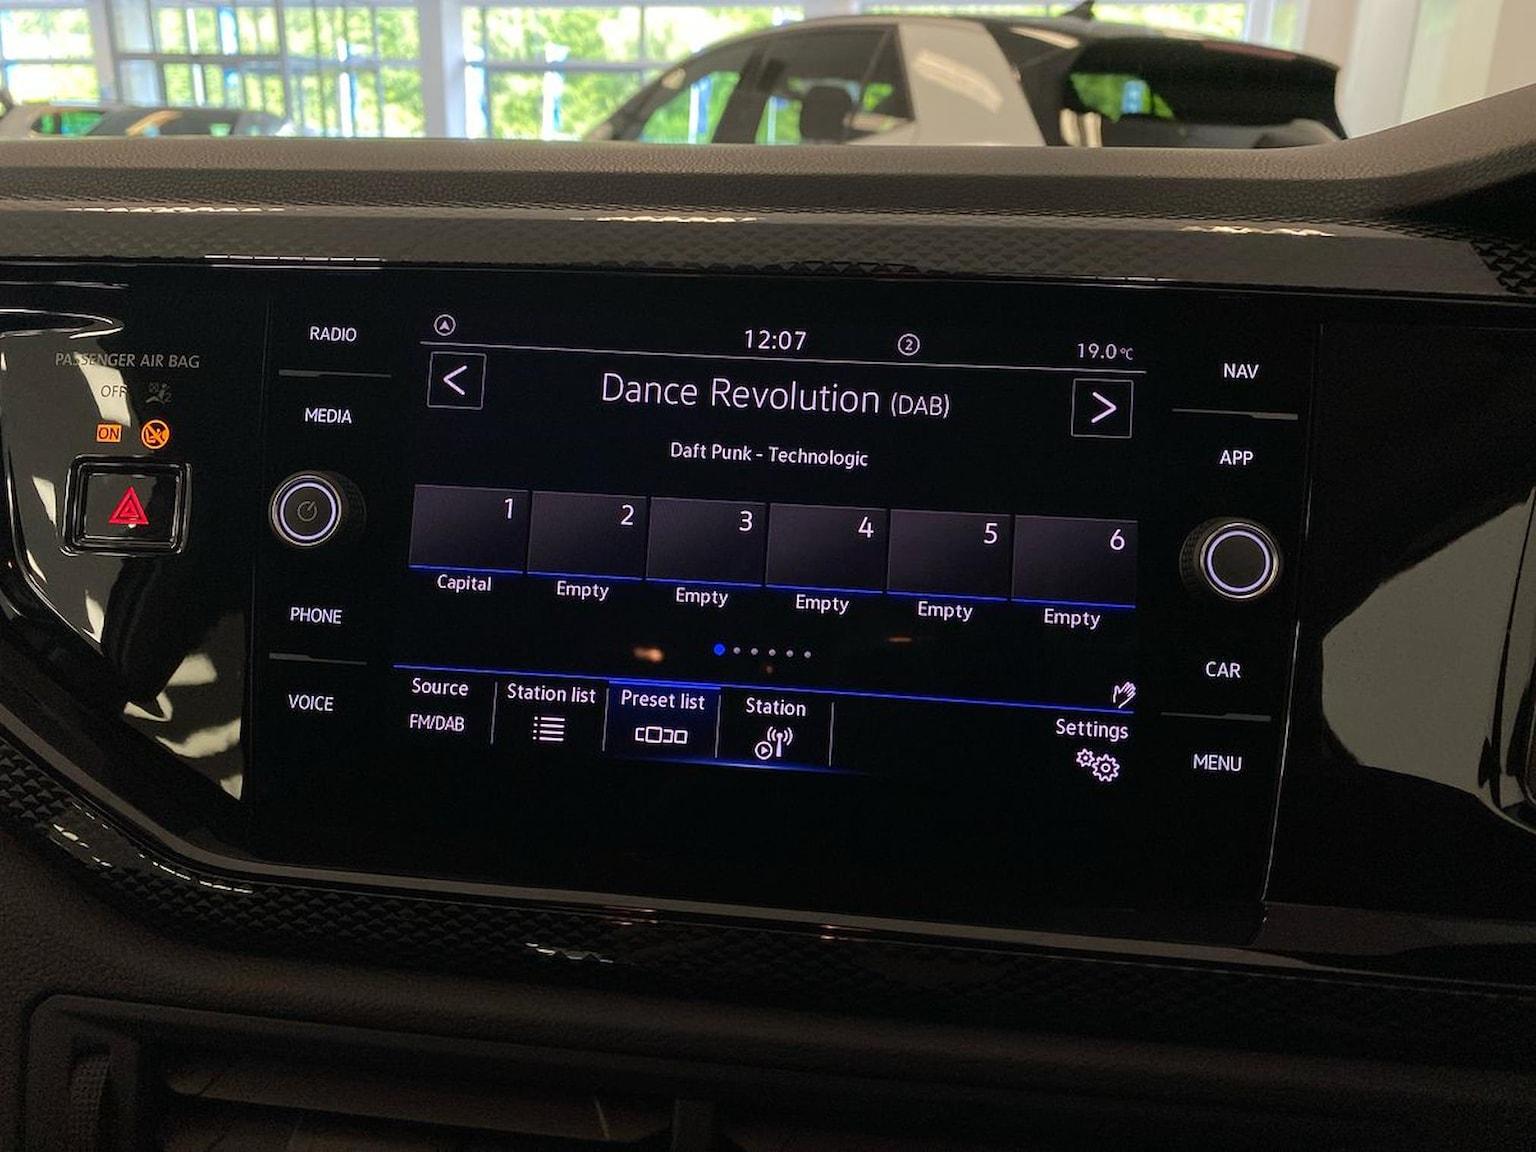 12:07
2
19.0°C
Dance Revolution (DAB)
Daft Punk - Technologic
1
2
3
4
5
6
Capital
Empty
Empty
Empty
Empty
Empty
Source
FM/DAB
Station list
Preset list
Station
Settings
RADIO
MEDIA
PHONE
VOICE
NAV
APP
CAR
MENU
PASSENGER AIR BAG
OFF
ON